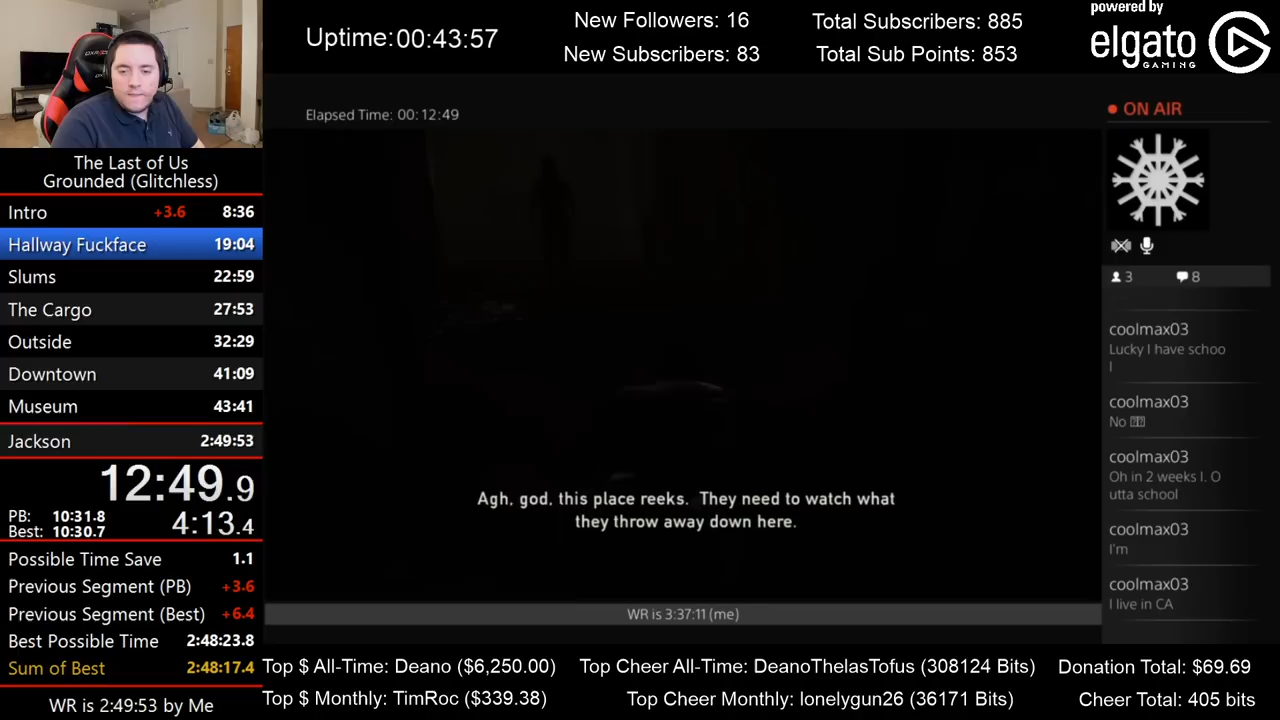 Uptime: 00:43:57
New Followers: 16
New Subscribers: 83
Total Subscribers: 885
Total Sub Points: 853
powered by
elgato
GAMING
The Last of Us
Grounded (Glitchless)
Intro +3.6 8:36
Hallway Fuckface 19:04
Slums 22:59
The Cargo 27:53
Outside 32:29
Downtown 41:09
Museum 43:41
Jackson 2:49:53
12:49.9
PB: 10:31.8
Best: 10:30.7
4:13.4
Possible Time Save 1.1
Previous Segment (PB) +3.6
Previous Segment (Best) +6.4
Best Possible Time 2:48:23.8
Sum of Best 2:48:17.4
WR is 2:49:53 by Me
Elapsed Time: 00:12:49
Agh, god, this place reeks. They need to watch what
they throw away down here.
WR is 3:37:11 (me)
ON AIR
3 8
coolmax03
Lucky I have schoo
l
coolmax03
No
coolmax03
Oh in 2 weeks I. O
utta school
coolmax03
I'm
coolmax03
I live in CA
Top $ All-Time: Deano ($6,250.00)
Top Cheer All-Time: DeanoThelasTofus (308124 Bits)
Donation Total: $69.69
Top $ Monthly: TimRoc ($339.38)
Top Cheer Monthly: lonelygun26 (36171 Bits)
Cheer Total: 405 bits